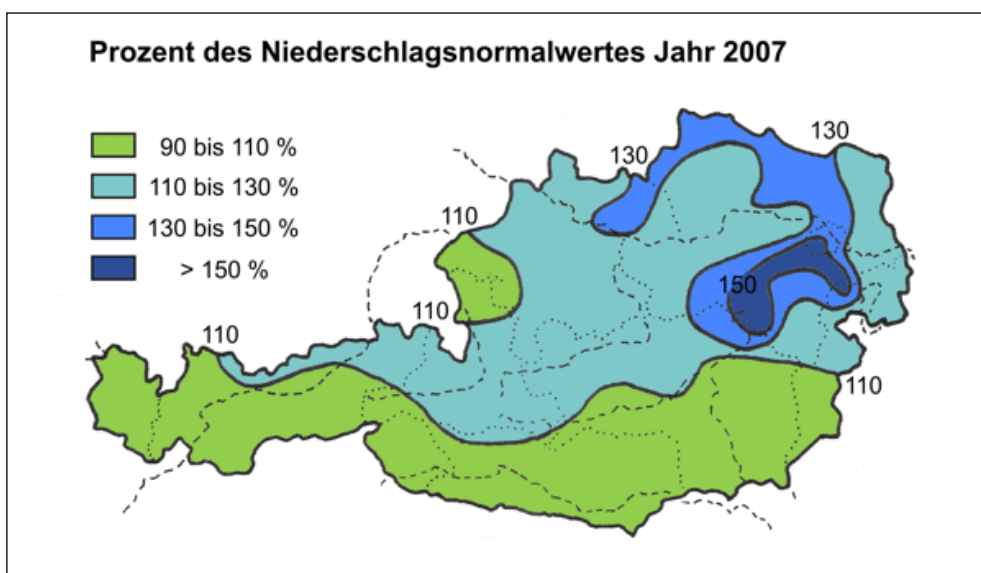 Prozent des Niederschlagsnormalwertes Jahr 2007
90 bis 110 %
110 bis 130 %
130 bis 150 %
> 150 %
130
130
110
150
110
110
110